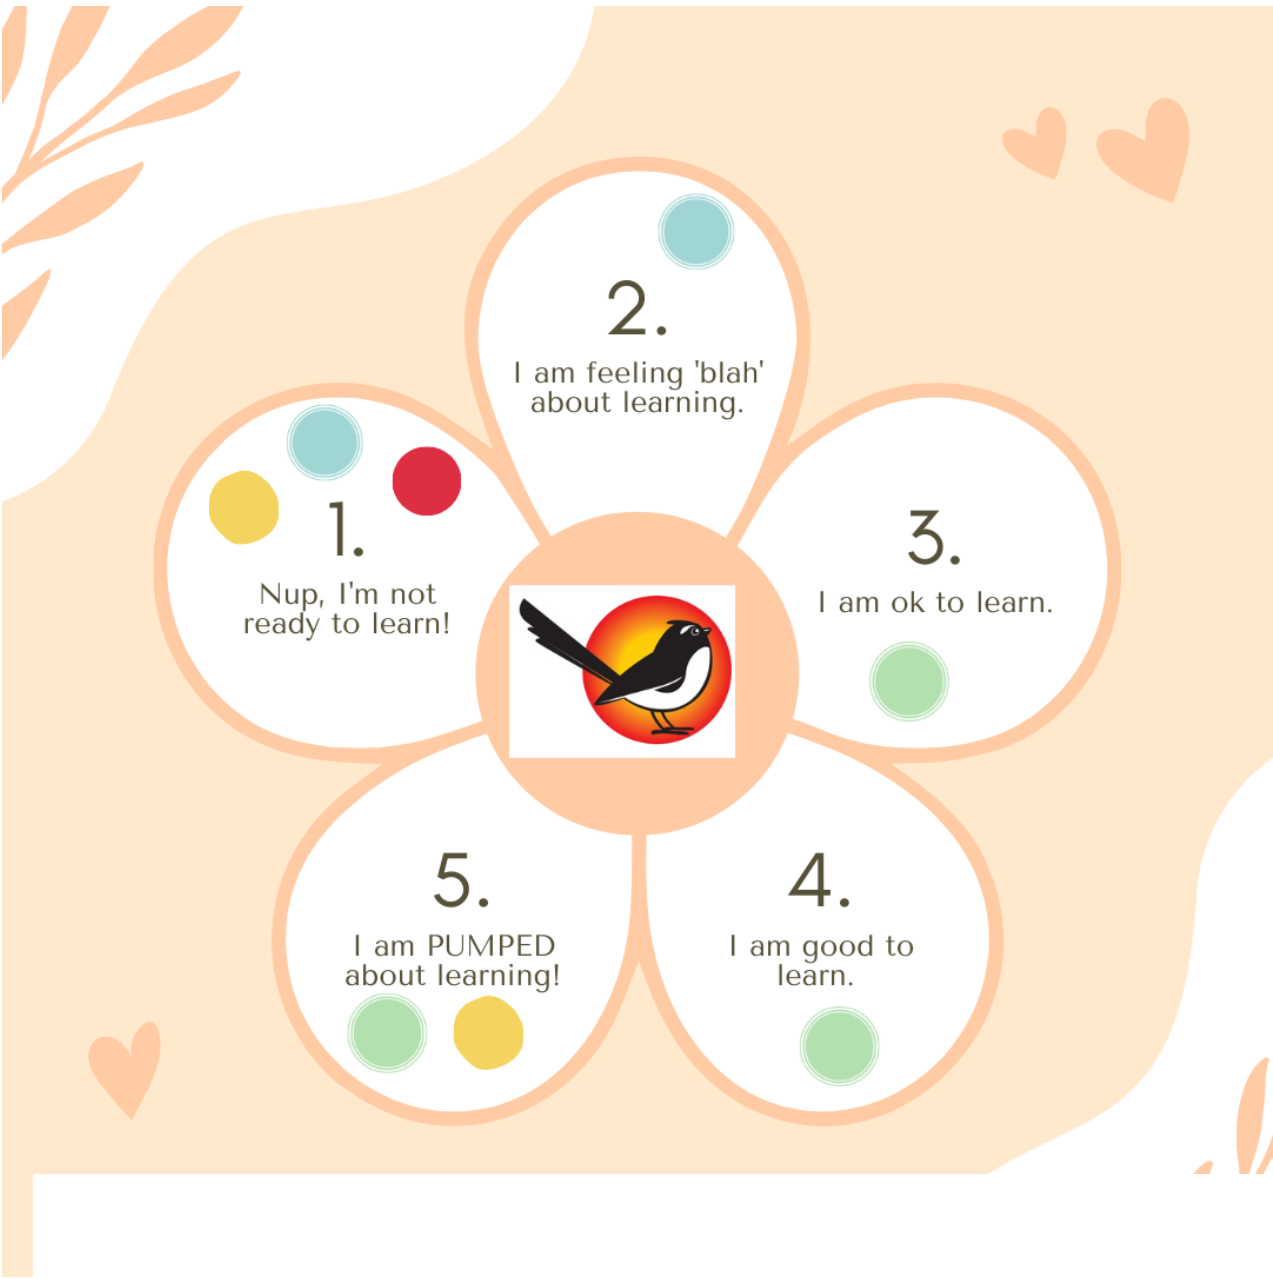 1.
Nup, I'm not
ready to learn!
2.
I am feeling 'blah'
about learning.
3.
I am ok to learn.
4.
I am good to
learn.
5.
I am PUMPED
about learning!